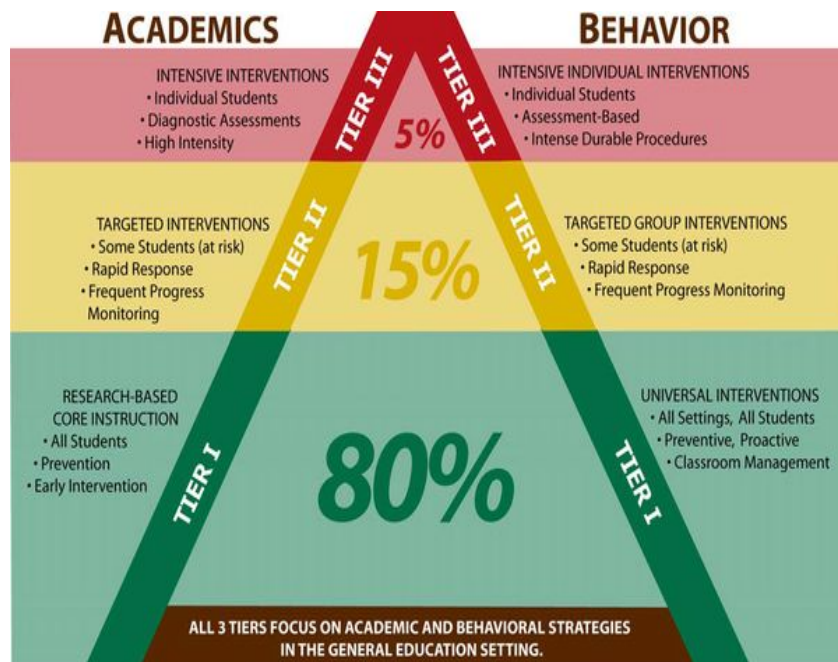 ACADEMICS
BEHAVIOR
INTENSIVE INTERVENTIONS
• Individual Students
• Diagnostic Assessments
• High Intensity
TIER III
5%
TIER III
INTENSIVE INDIVIDUAL INTERVENTIONS
• Individual Students
• Assessment-Based
• Intense Durable Procedures
TARGETED INTERVENTIONS
• Some Students (at risk)
• Rapid Response
• Frequent Progress
Monitoring
TIER II
15%
TIER II
TARGETED GROUP INTERVENTIONS
• Some Students (at risk)
• Rapid Response
• Frequent Progress Monitoring
RESEARCH-BASED
CORE INSTRUCTION
• All Students
• Prevention
• Early Intervention
TIER I
80%
TIER I
UNIVERSAL INTERVENTIONS
• All Settings, All Students
• Preventive, Proactive
• Classroom Management
ALL 3 TIERS FOCUS ON ACADEMIC AND BEHAVIORAL STRATEGIES
IN THE GENERAL EDUCATION SETTING.